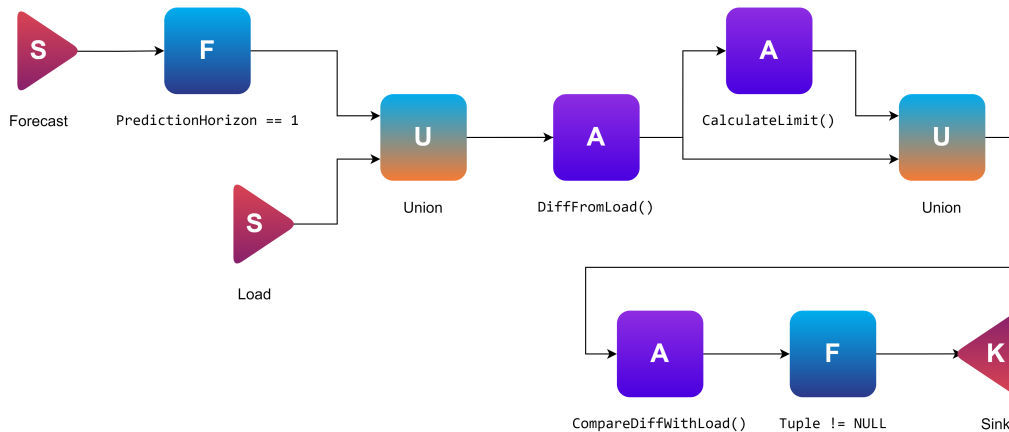 S
Forecast
F
PredictionHorizon == 1
S
Load
U
Union
A
DiffFromLoad()
A
CalculateLimit()
U
Union
A
CompareDiffWithLoad()
F
Tuple != NULL
K
Sink